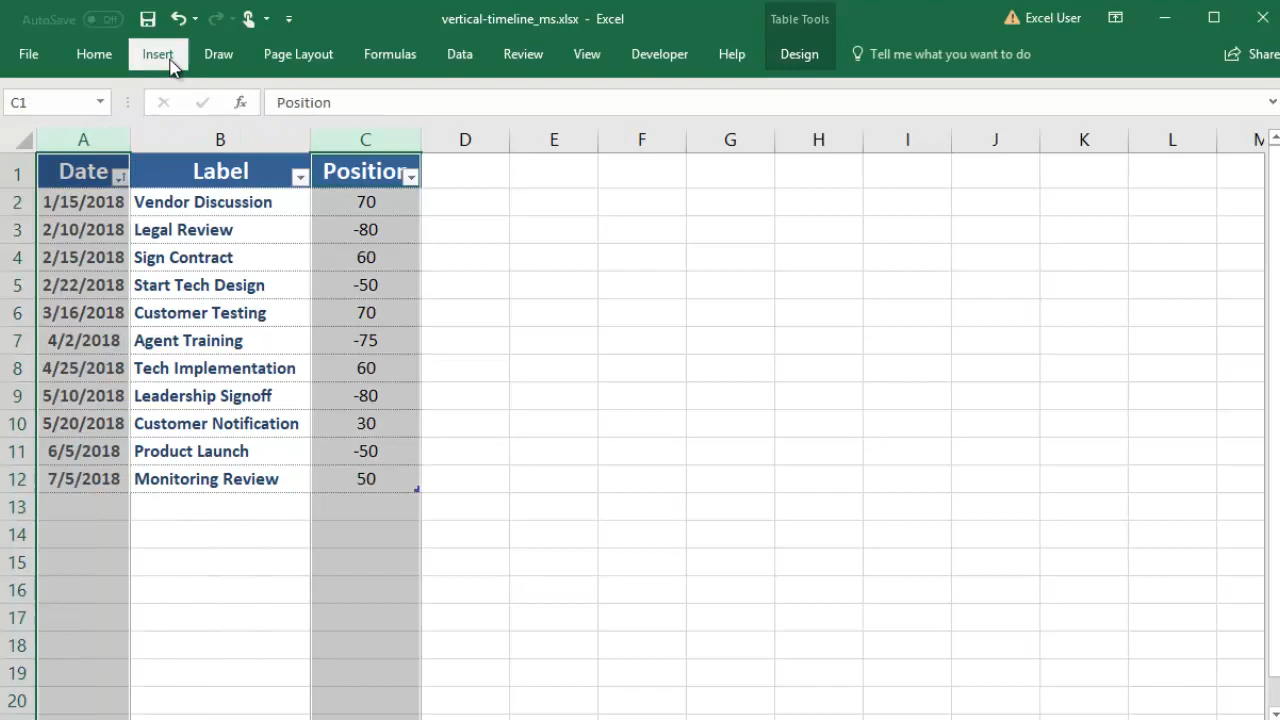 AutoSave Off vertical-timeline_ms.xlsx - Excel Table Tools Excel User
File Home Insert Draw Page Layout Formulas Data Review View Developer Help Design Tell me what you want to do Share
C1 fx Position
A B C D E F G H I J K L M
1 Date Label Position
2 1/15/2018 Vendor Discussion 70
3 2/10/2018 Legal Review -80
4 2/15/2018 Sign Contract 60
5 2/22/2018 Start Tech Design -50
6 3/16/2018 Customer Testing 70
7 4/2/2018 Agent Training -75
8 4/25/2018 Tech Implementation 60
9 5/10/2018 Leadership Signoff -80
10 5/20/2018 Customer Notification 30
11 6/5/2018 Product Launch -50
12 7/5/2018 Monitoring Review 50
13
14
15
16
17
18
19
20